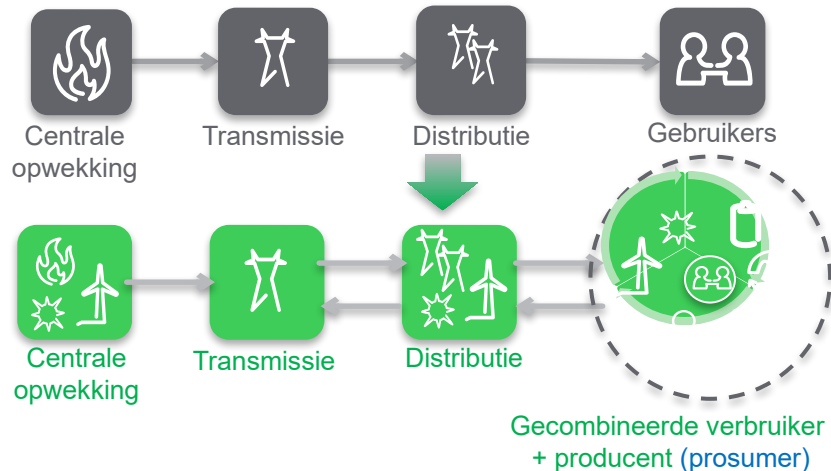 Centrale
opwekking
Transmissie
Distributie
Gebruikers
Centrale
opwekking
Transmissie
Distributie
Gecombineerde verbruiker
+ producent (prosumer)